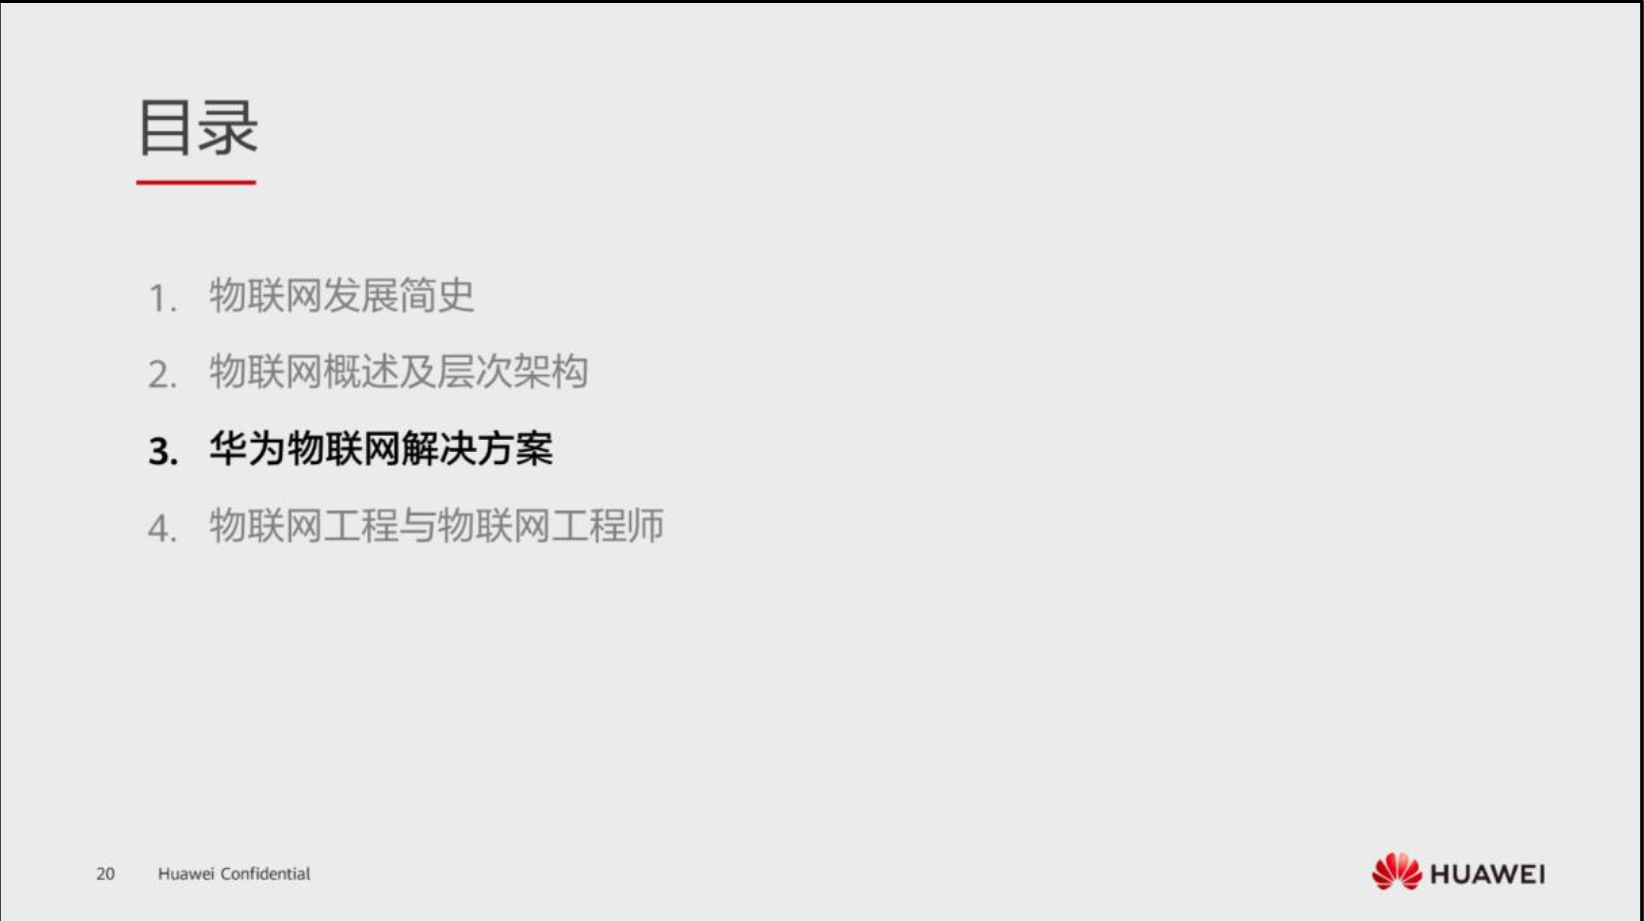 目录
1. 物联网发展简史
2. 物联网概述及层次架构
3. 华为物联网解决方案
4. 物联网工程与物联网工程师
20 Huawei Confidential
HUAWEI